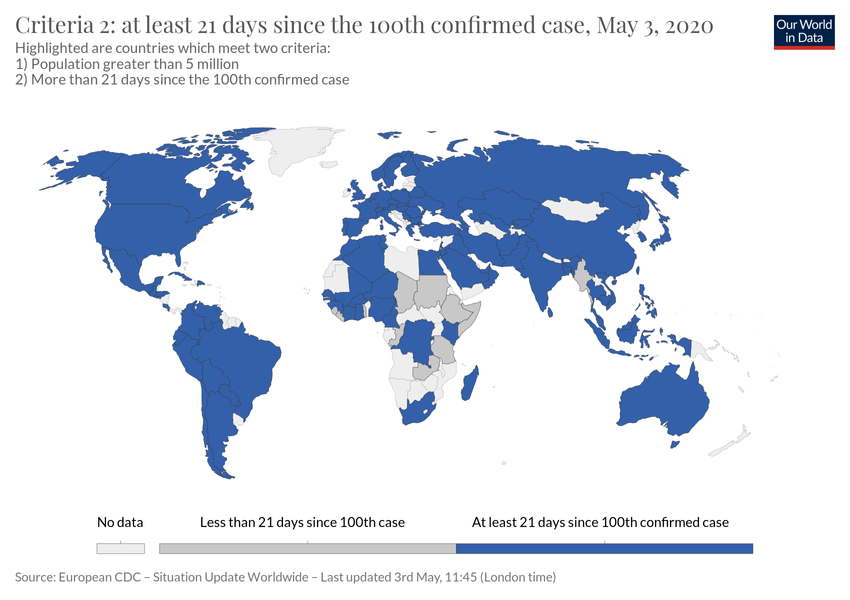 Criteria 2: at least 21 days since the 100th confirmed case, May 3, 2020
Our World
in Data
Highlighted are countries which meet two criteria:
1) Population greater than 5 million
2) More than 21 days since the 100th confirmed case
No data
Less than 21 days since 100th case
At least 21 days since 100th confirmed case
Source: European CDC – Situation Update Worldwide – Last updated 3rd May, 11:45 (London time)